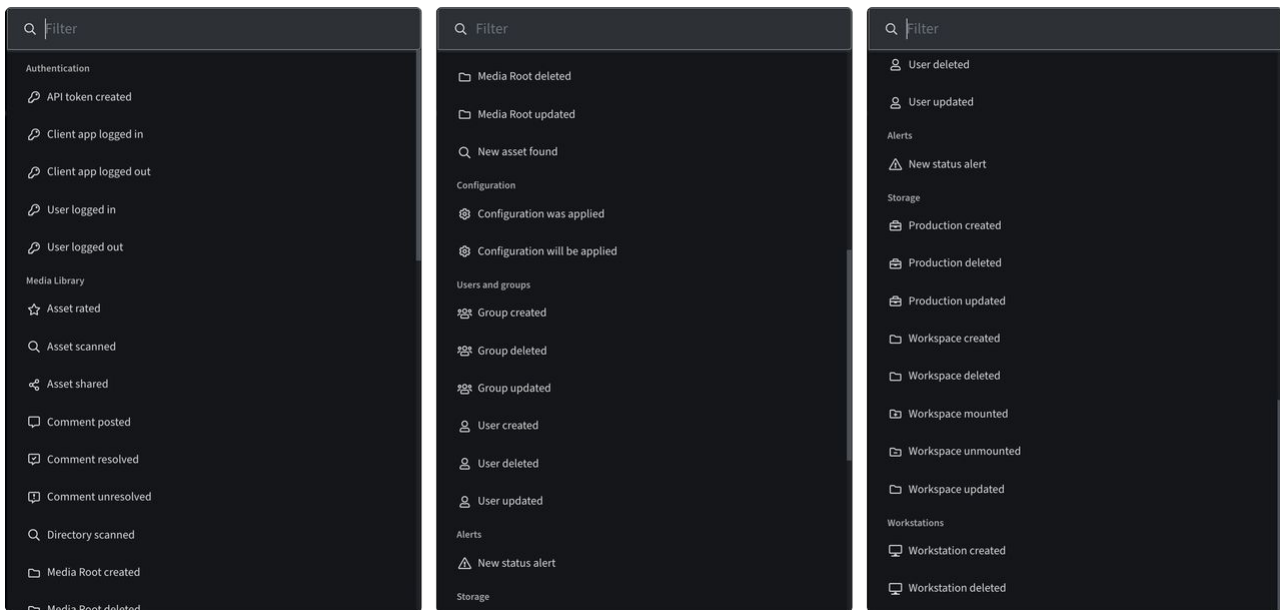 Filter
Authentication
API token created
Client app logged in
Client app logged out
User logged in
User logged out
Media Library
Asset rated
Asset scanned
Asset shared
Comment posted
Comment resolved
Comment unresolved
Directory scanned
Media Root created
Media Root deleted
Filter
Media Root deleted
Media Root updated
New asset found
Configuration
Configuration was applied
Configuration will be applied
Users and groups
Group created
Group deleted
Group updated
User created
User deleted
User updated
Alerts
New status alert
Storage
Filter
User deleted
User updated
Alerts
New status alert
Storage
Production created
Production deleted
Production updated
Workspace created
Workspace deleted
Workspace mounted
Workspace unmounted
Workspace updated
Workstations
Workstation created
Workstation deleted